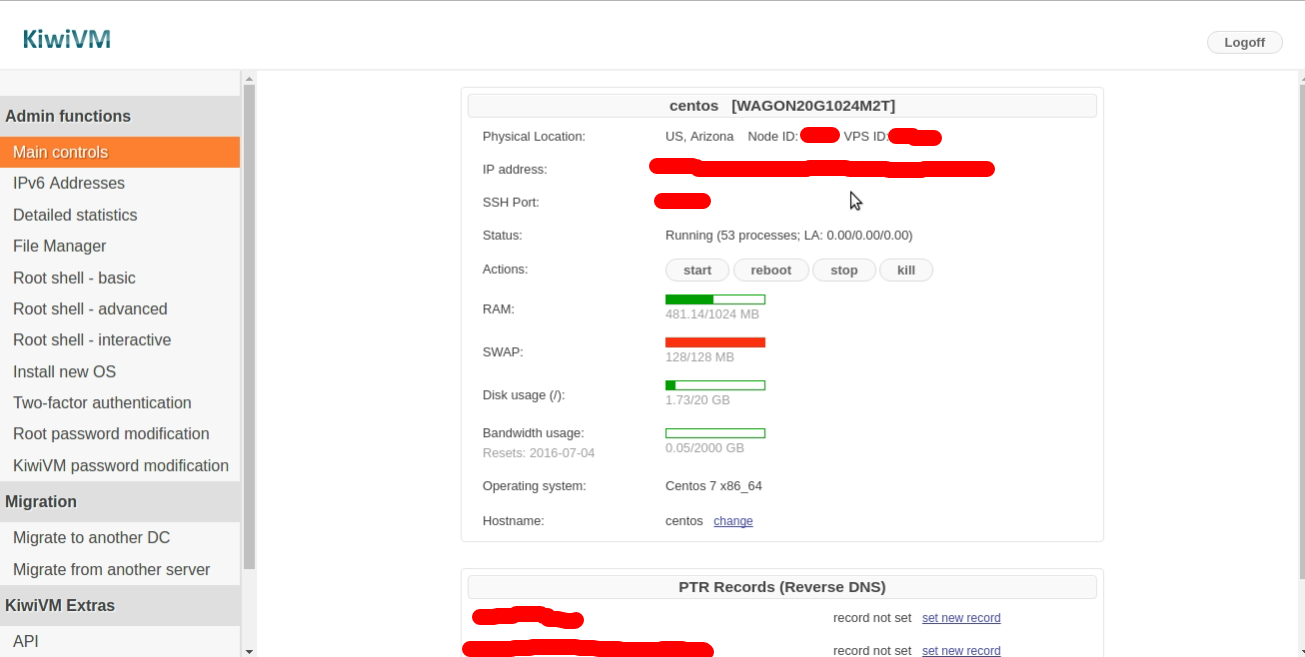 KiwiVM
Logoff
Admin functions
Main controls
IPv6 Addresses
Detailed statistics
File Manager
Root shell - basic
Root shell - advanced
Root shell - interactive
Install new OS
Two-factor authentication
Root password modification
KiwiVM password modification
Migration
Migrate to another DC
Migrate from another server
KiwiVM Extras
API
centos [WAGON20G1024M2T]
Physical Location: US, Arizona Node ID: VPS ID:
IP address:
SSH Port:
Status: Running (53 processes; LA: 0.00/0.00/0.00)
Actions: start reboot stop kill
RAM:
481.14/1024 MB
SWAP:
128/128 MB
Disk usage (/):
1.73/20 GB
Bandwidth usage:
0.05/2000 GB
Resets: 2016-07-04
Operating system: Centos 7 x86_64
Hostname: centos change
PTR Records (Reverse DNS)
record not set set new record
record not set set new record